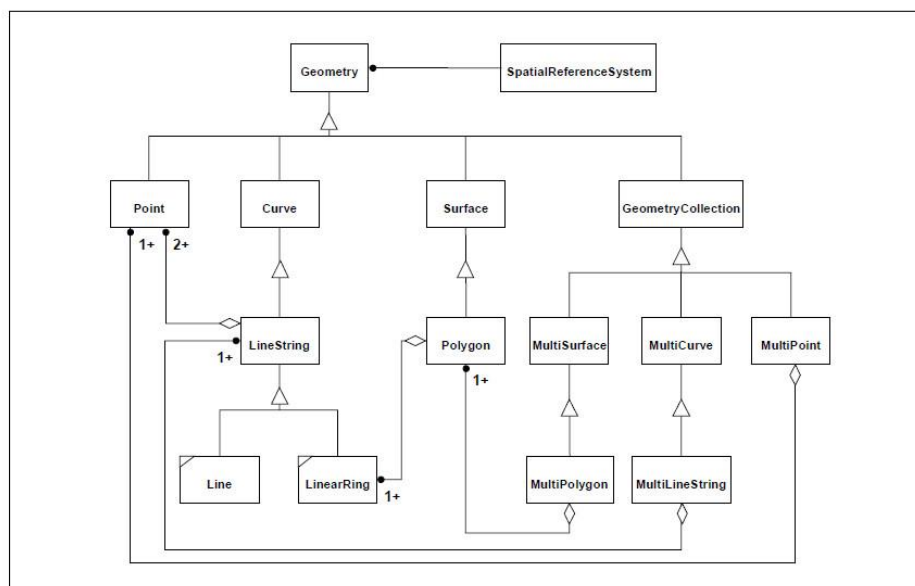 Geometry
SpatialReferenceSystem
Point
Curve
Surface
GeometryCollection
1+
2+
LineString
Polygon
MultiSurface
MultiCurve
MultiPoint
1+
1+
Line
LinearRing
MultiPolygon
MultiLineString
1+